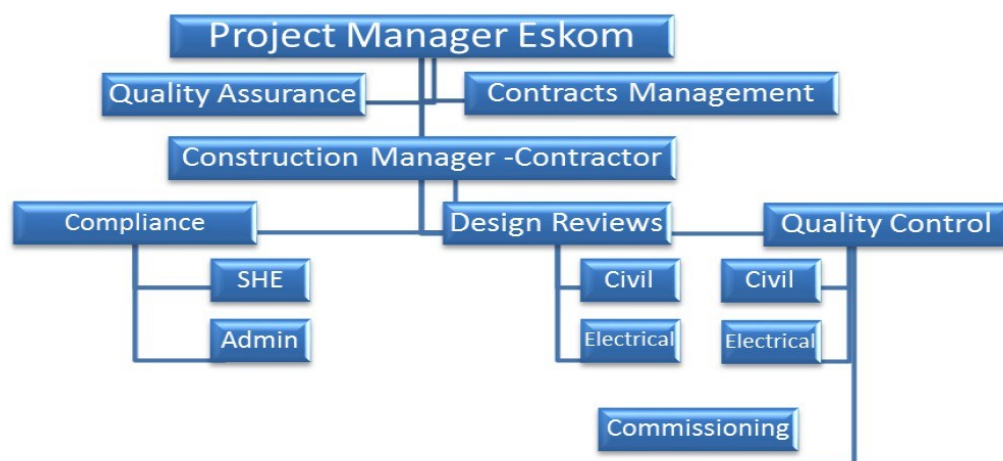 Project Manager Eskom
Quality Assurance
Contracts Management
Construction Manager -Contractor
Compliance
Design Reviews
Quality Control
SHE
Civil
Civil
Admin
Electrical
Electrical
Commissioning